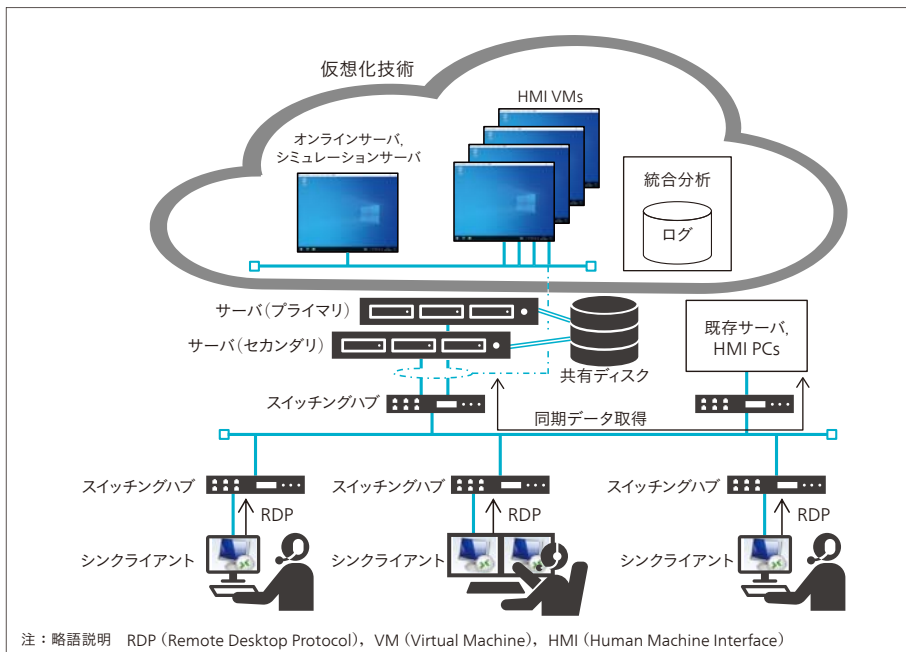 仮想化技術
HMI VMs
オンラインサーバ,
シミュレーションサーバ
統合分析
ログ
サーバ(プライマリ)
サーバ(セカンダリ)
共有ディスク
既存サーバ,
HMI PCs
スイッチングハブ
同期データ取得
スイッチングハブ
スイッチングハブ
スイッチングハブ
RDP
RDP
RDP
シンクライアント
シンクライアント
シンクライアント
注:略語説明 RDP(Remote Desktop Protocol),VM(Virtual Machine),HMI(Human Machine Interface)